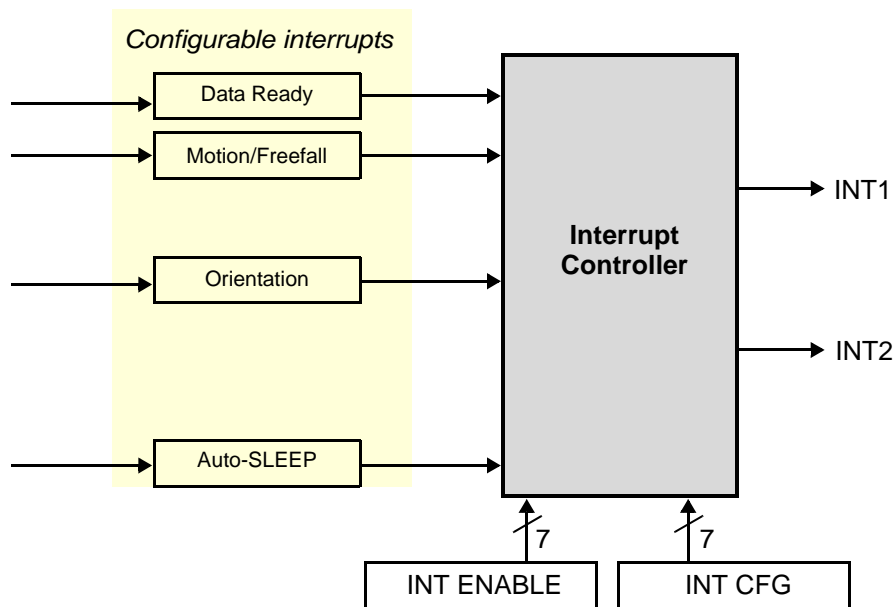 Configurable interrupts
Data Ready
Motion/Freefall
Orientation
Auto-SLEEP
Interrupt
Controller
INT1
INT2
7
7
INT ENABLE
INT CFG